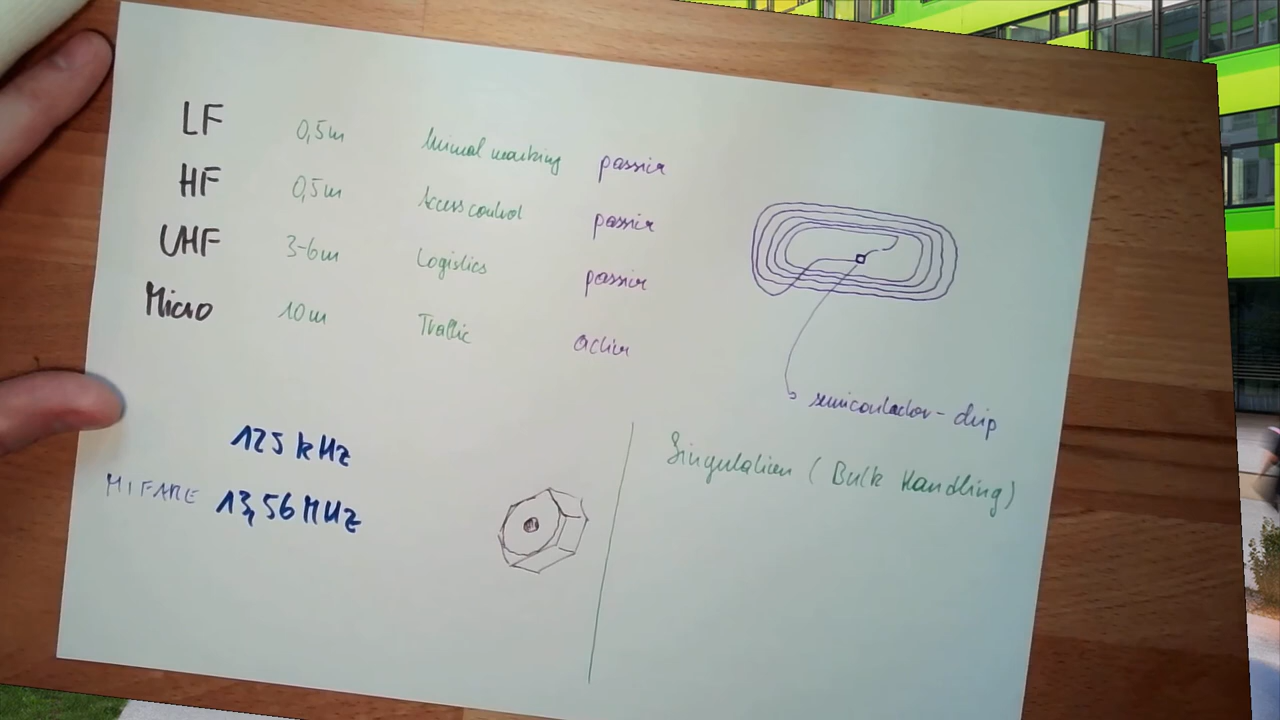 LF 0,5m Animal marking passiv
HF 0,5m Access control passiv
UHF 3-6m Logistics passiv
Micro 10m Traffic activ
semiconductor-chip
125 kHz
MIFARE 13,56 MHz
Singulation (Bulk Handling)